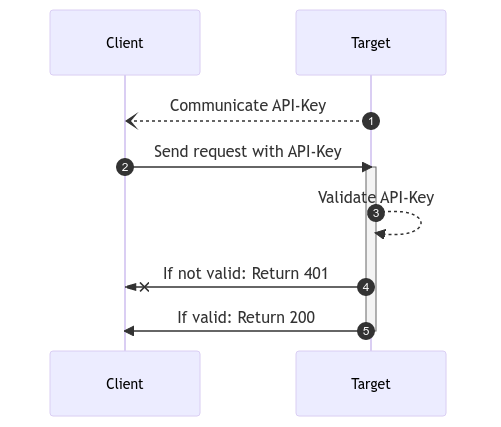 Client
Target
Communicate API-Key
1
2
Send request with API-Key
Validate API-Key
3
If not valid: Return 401
4
If valid: Return 200
5
Client
Target